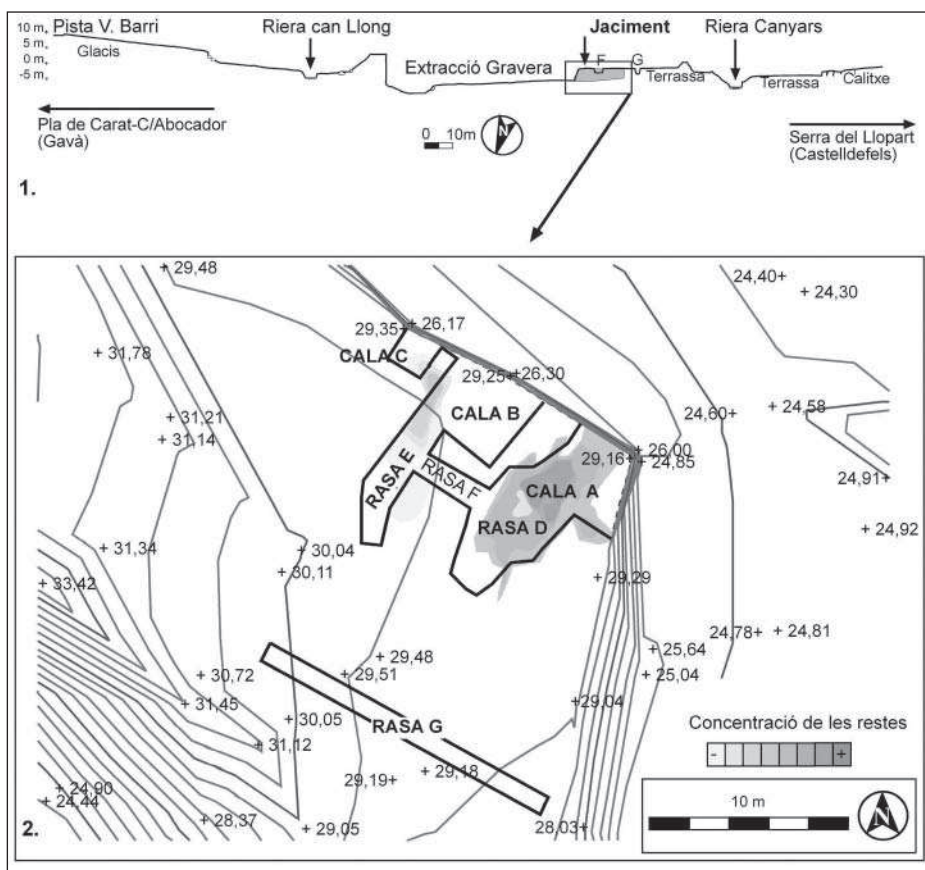 10 m. Pista V. Barri Riera can Llong Jaciment Riera Canyars
5 m. Glacis F G
0 m.
-5 m. Extracció Gravera Terrassa Terrassa Calitxe
Pla de Carat-C/Abocador
(Gavà)
0 10m N
Serra del Llopart
(Castelldefels)
1.
+ 29,48
24,40+
+ 24,30
29,35+ + 26,17
+ 31,78
CALA C
29,25+ + 26,30
+ 31,21
CALA B
24,60+ + 24,58
+ 31,14
+ 26,00
29,16+ + 24,85
RASA E
RASA F
CALA A
24,91+
RASA D
+ 24,92
+ 31,34
+ 30,04
+ 30,11
+ 29,29
+ 33,42
24,78+ + 24,81
+ 25,64
+ 29,48
+ 30,72
+ 29,51
+ 25,04
+ 31,45
+29,04
+ 30,05
RASA G
Concentració de les restes
+ 31,12
- +
29,19+ + 29,18
+ 24,90
+ 24,44
10 m
+ 28,37
+ 29,05
28,03+
N
2.